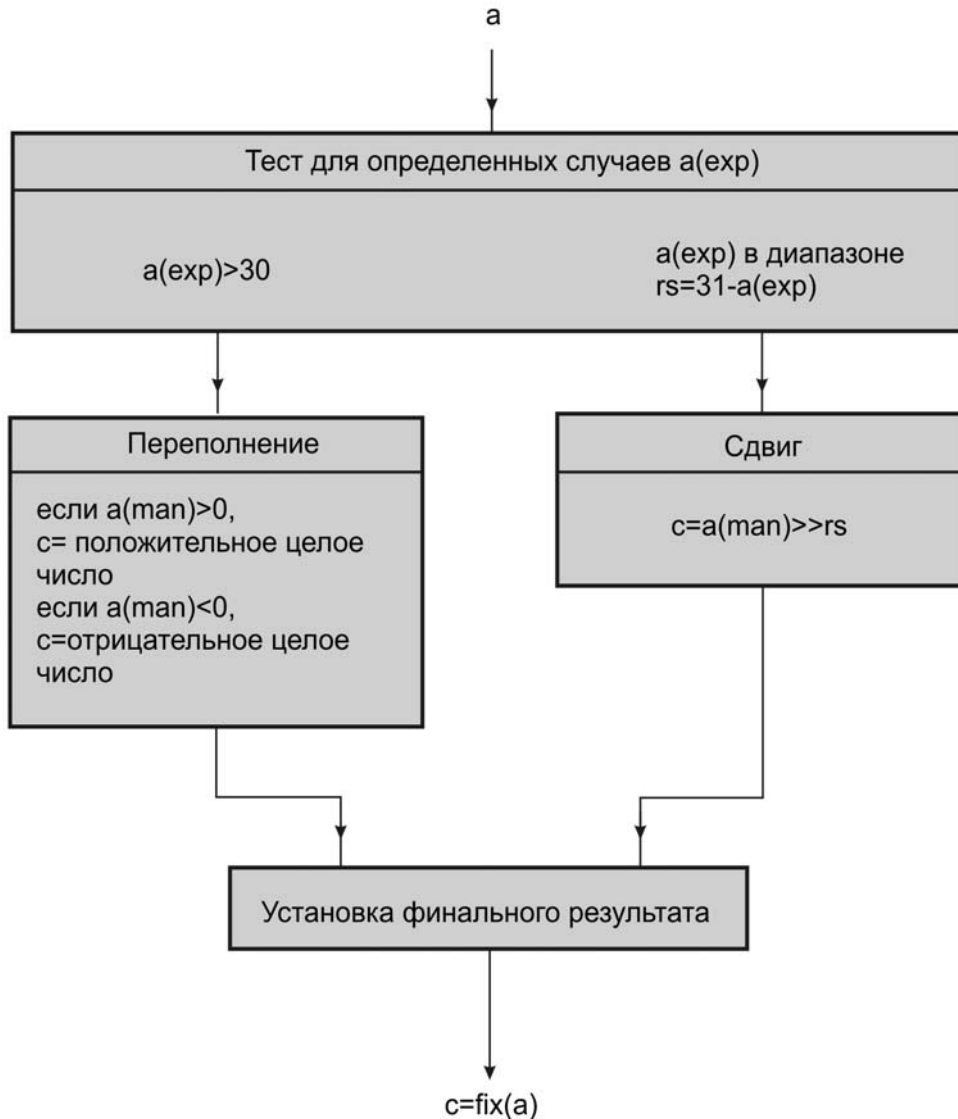 a
Тест для определенных случаев a(exp)
a(exp)>30
a(exp) в диапазоне
rs=31-a(exp)
Переполнение
если a(man)>0,
c= положительное целое
число
если a(man)<0,
c=отрицательное целое
число
Сдвиг
c=a(man)>>rs
Установка финального результата
c=fix(a)